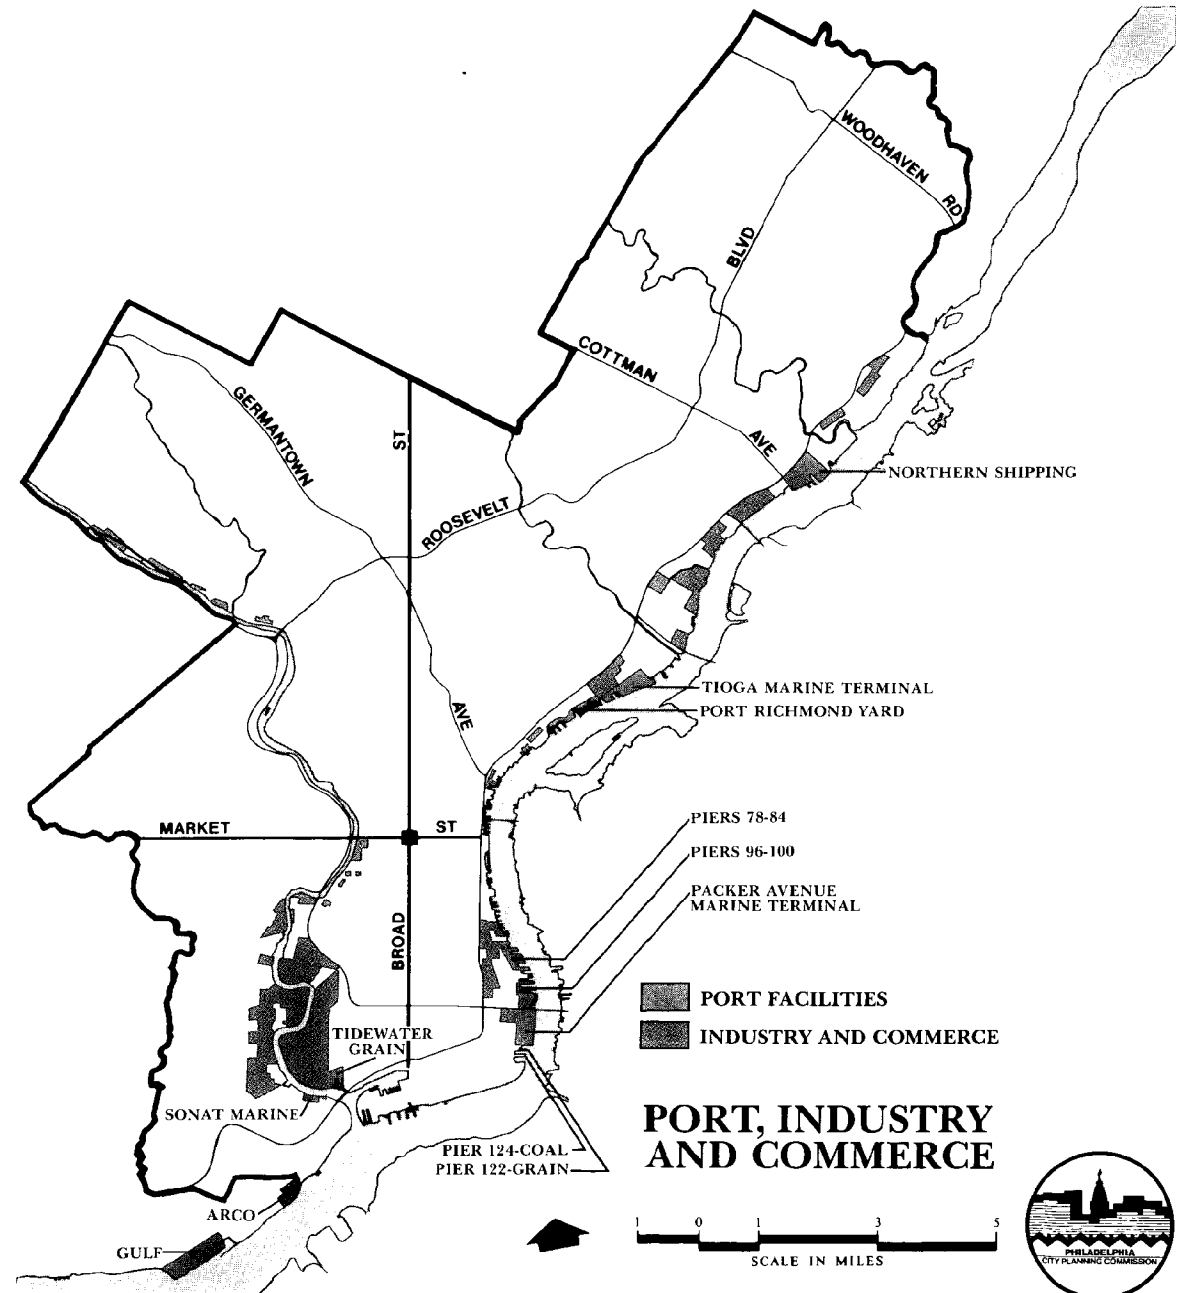 WOODHAVEN RD
BLVD
COTTMAN AVE
GERMANTOWN AVE
ST
ROOSEVELT
NORTHERN SHIPPING
TIOGA MARINE TERMINAL
PORT RICHMOND YARD
MARKET ST
PIERS 78-84
PIERS 96-100
PACKER AVENUE
MARINE TERMINAL
BROAD
PORT FACILITIES
INDUSTRY AND COMMERCE
TIDEWATER
GRAIN
SONAT MARINE
PIER 124-COAL
PIER 122-GRAIN
PORT, INDUSTRY
AND COMMERCE
ARCO
GULF
1 0 1 3 5
SCALE IN MILES
PHILADELPHIA
CITY PLANNING COMMISSION